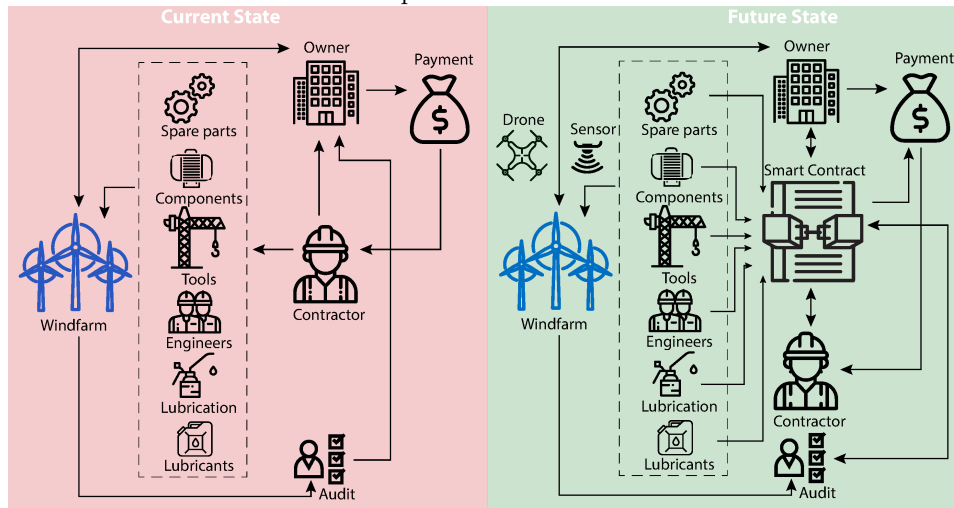 Current State
Owner
Payment
$
Spare parts
Components
Tools
Engineers
Lubrication
Lubricants
Windfarm
Contractor
Audit
Future State
Owner
Payment
$
Drone
Sensor
Spare parts
Smart Contract
Components
Tools
Engineers
Lubrication
Lubricants
Windfarm
Contractor
Audit